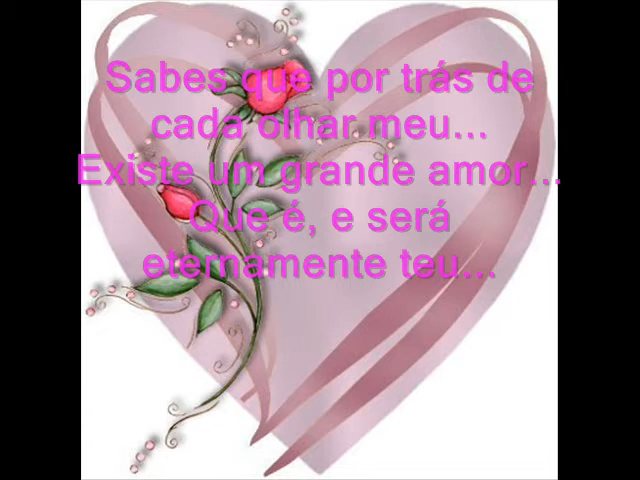 Sabes que por trás de
cada olhar meu...
Existe um grande amor...
Que é, e será
eternamente teu...